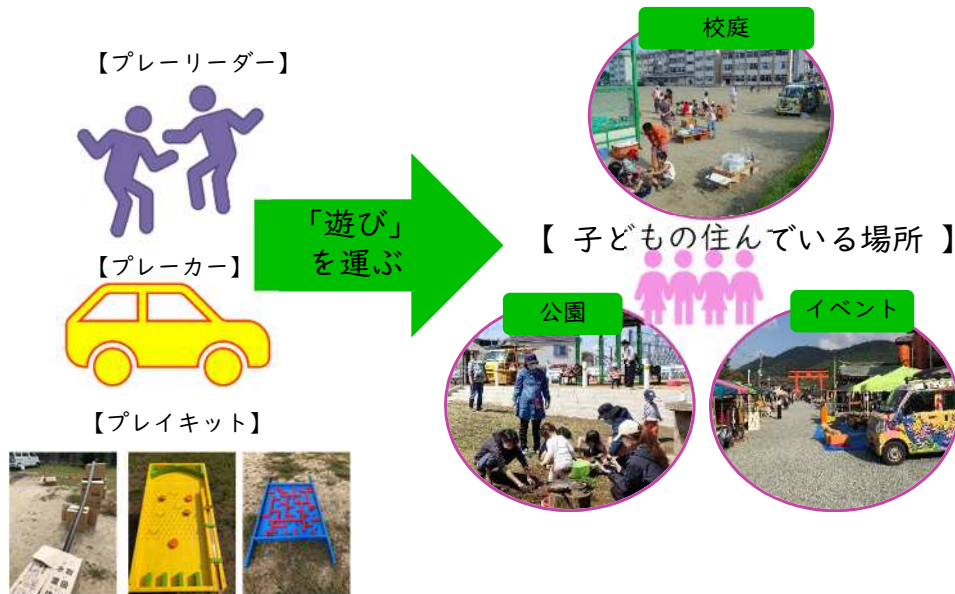 【プレーリーダー】
【プレーカー】
【プレイキット】
「遊び」
を運ぶ
校庭
【 子どもの住んでいる場所 】
公園
イベント